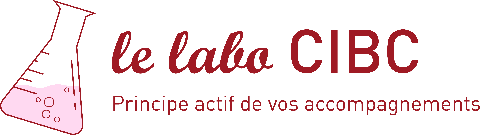 le labo CIBC
Principe actif de vos accompagnements